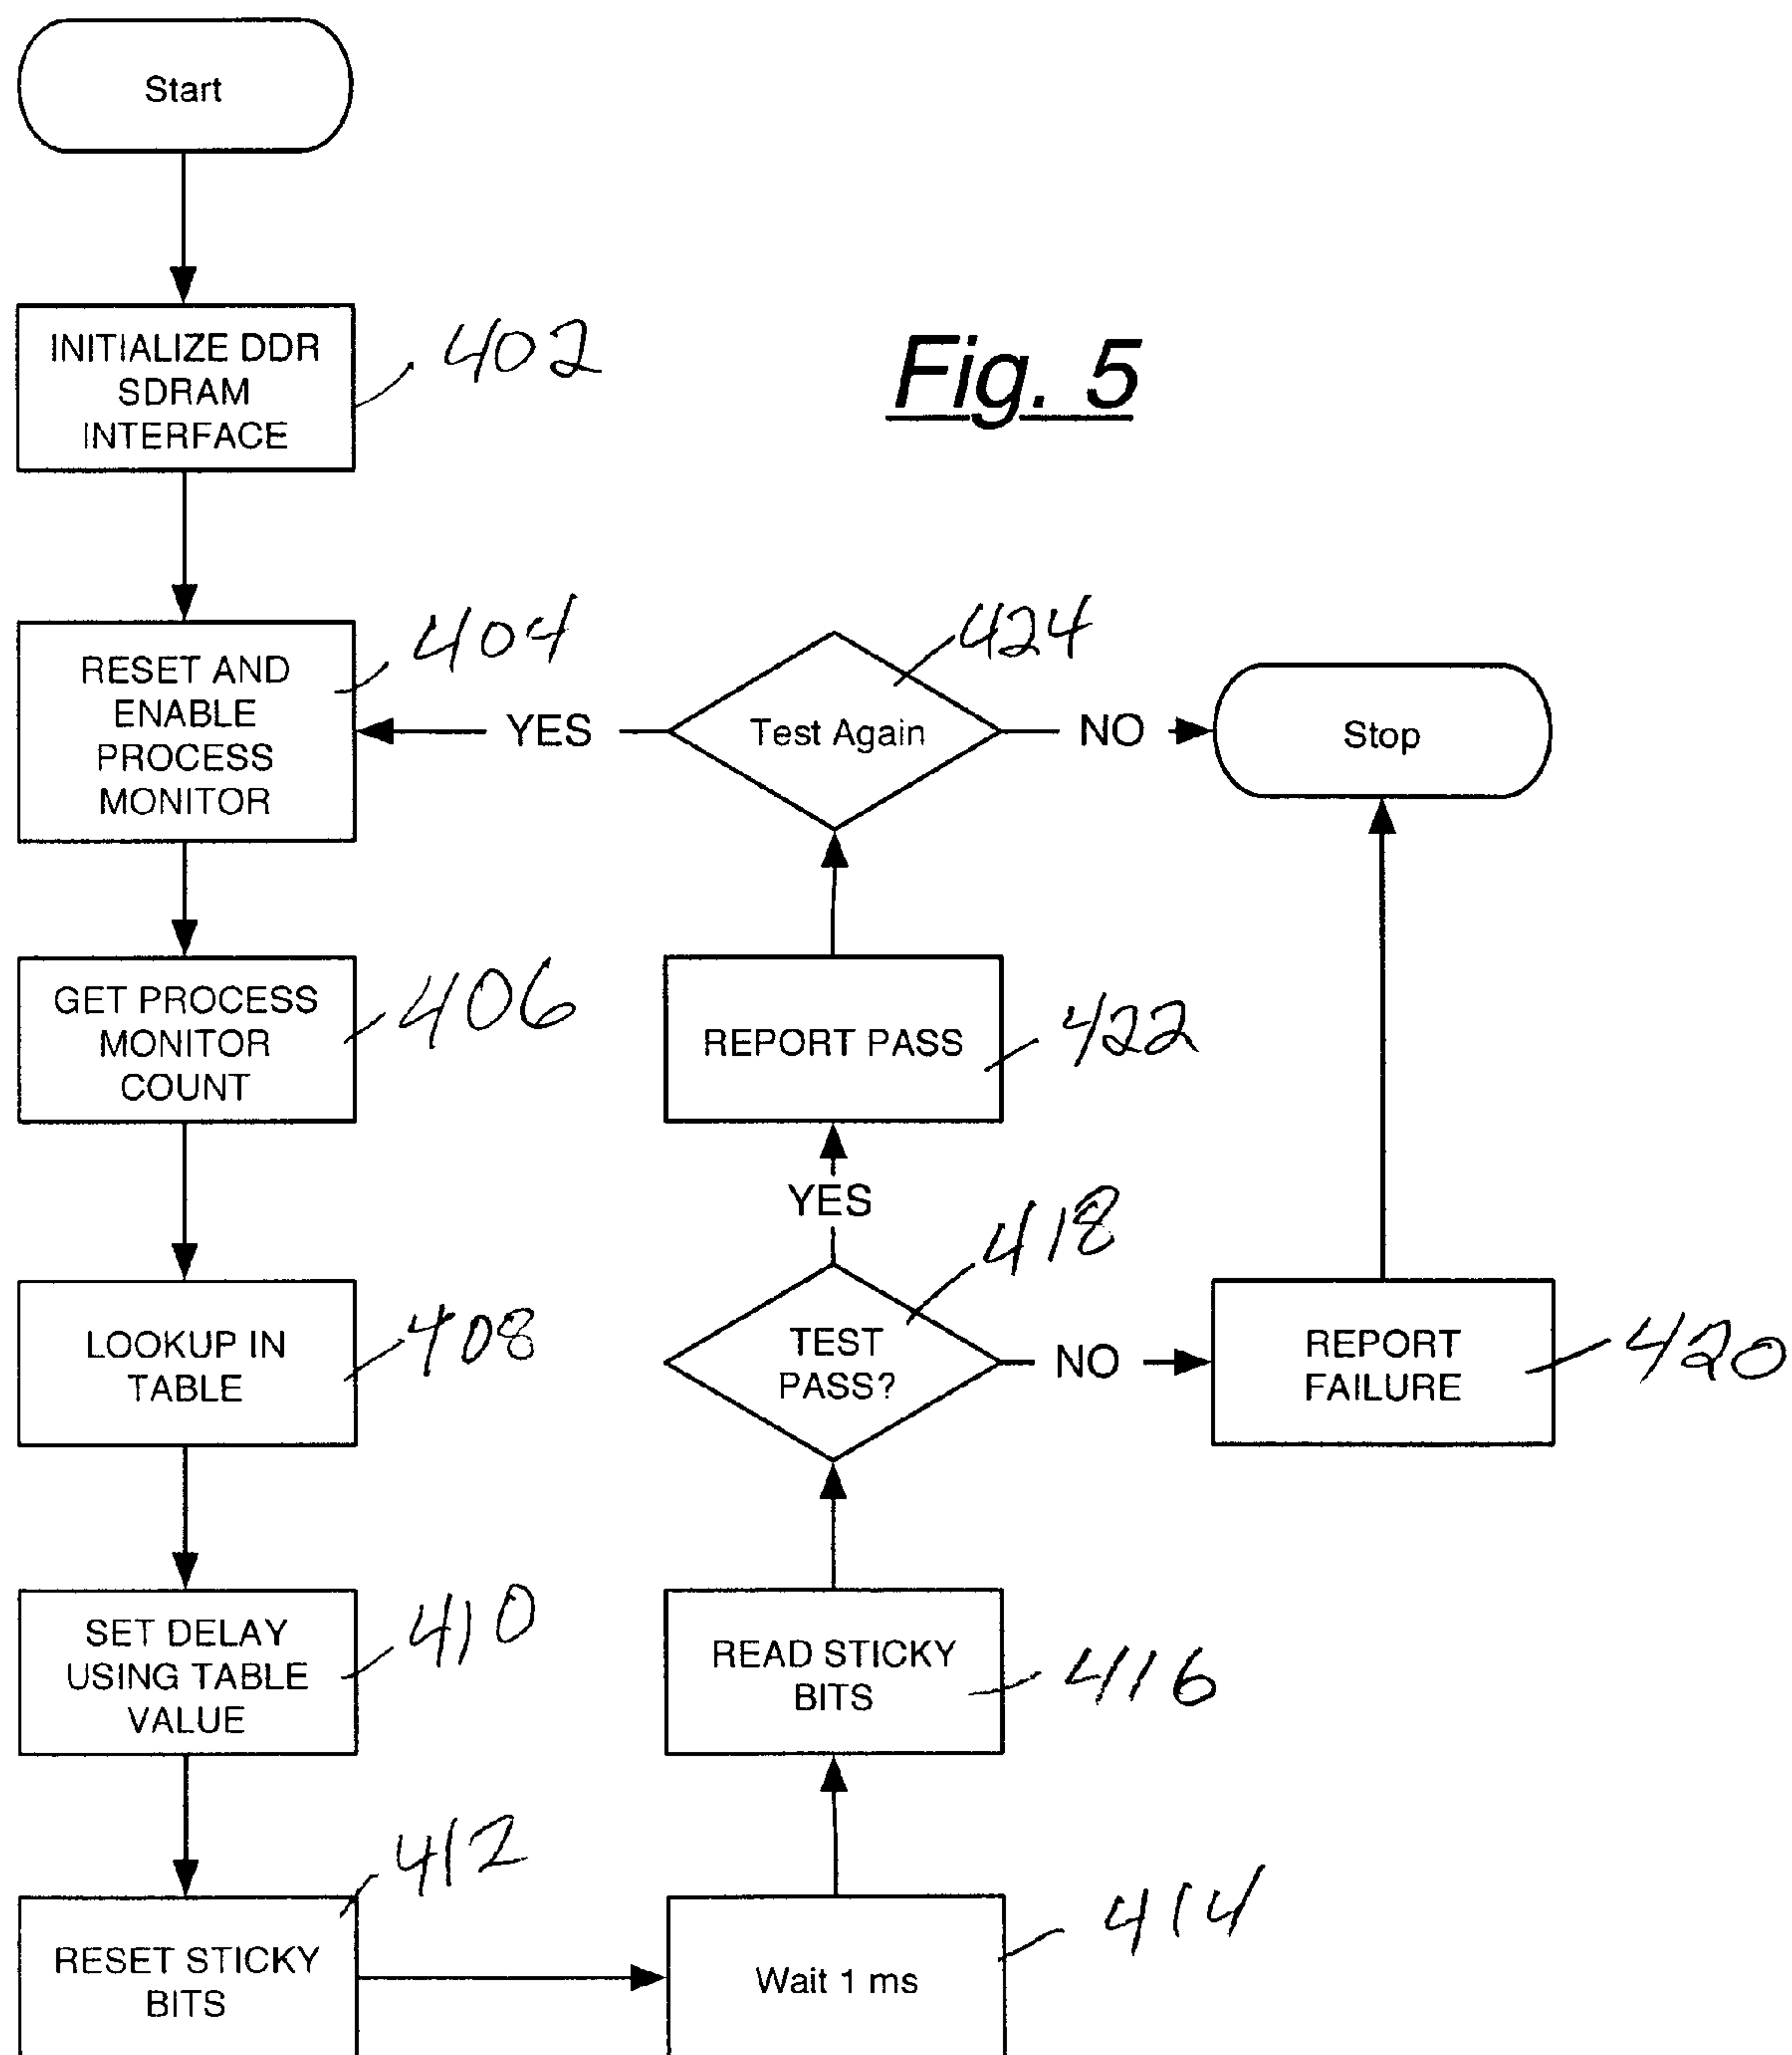 Start
INITIALIZE DDR
SDRAM
INTERFACE
402
Fig. 5
RESET AND
ENABLE
PROCESS
MONITOR
404
YES
Test Again
424
NO
Stop
GET PROCESS
MONITOR
COUNT
406
REPORT PASS
422
YES
LOOKUP IN
TABLE
408
TEST
PASS?
418
NO
REPORT
FAILURE
420
SET DELAY
USING TABLE
VALUE
410
READ STICKY
BITS
416
RESET STICKY
BITS
412
Wait 1 ms
414